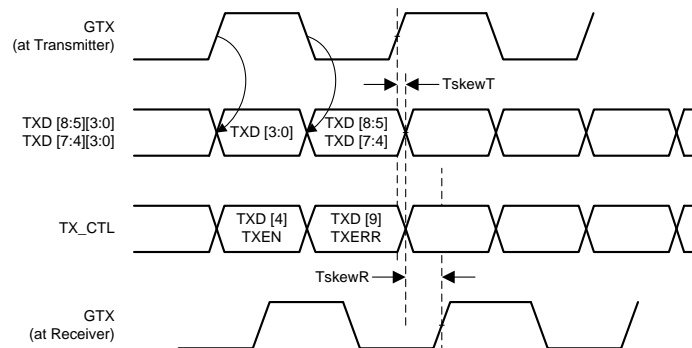 GTX
(at Transmitter)
TskewT
TXD [8:5][3:0]
TXD [7:4][3:0]
TXD [3:0]
TXD [8:5]
TXD [7:4]
TX_CTL
TXD [4]
TXEN
TXD [9]
TXERR
TskewR
GTX
(at Receiver)